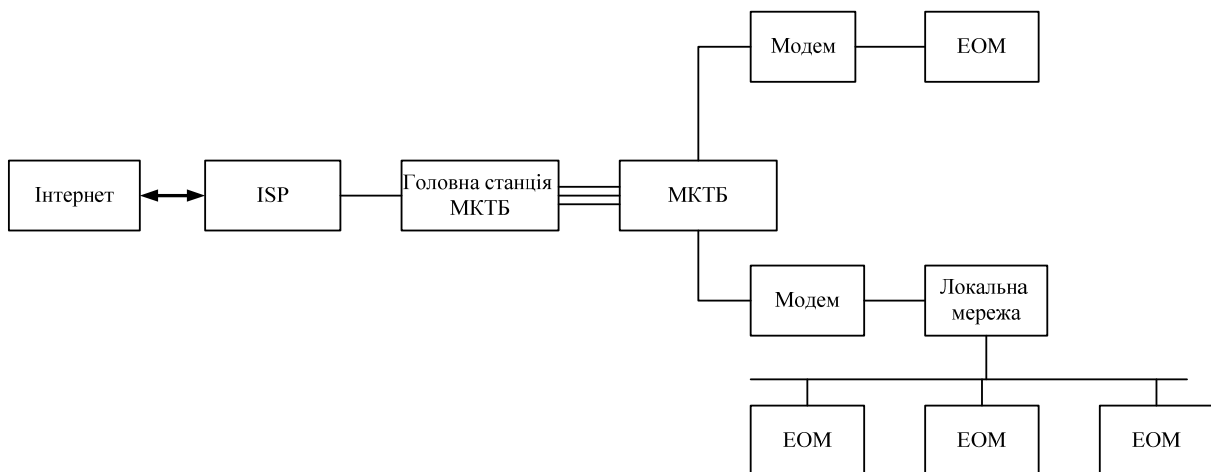 Модем
ЕОМ
Інтернет
ISP
Головна станція
МКТБ
МКТБ
Модем
Локальна
мережа
ЕОМ
ЕОМ
ЕОМ